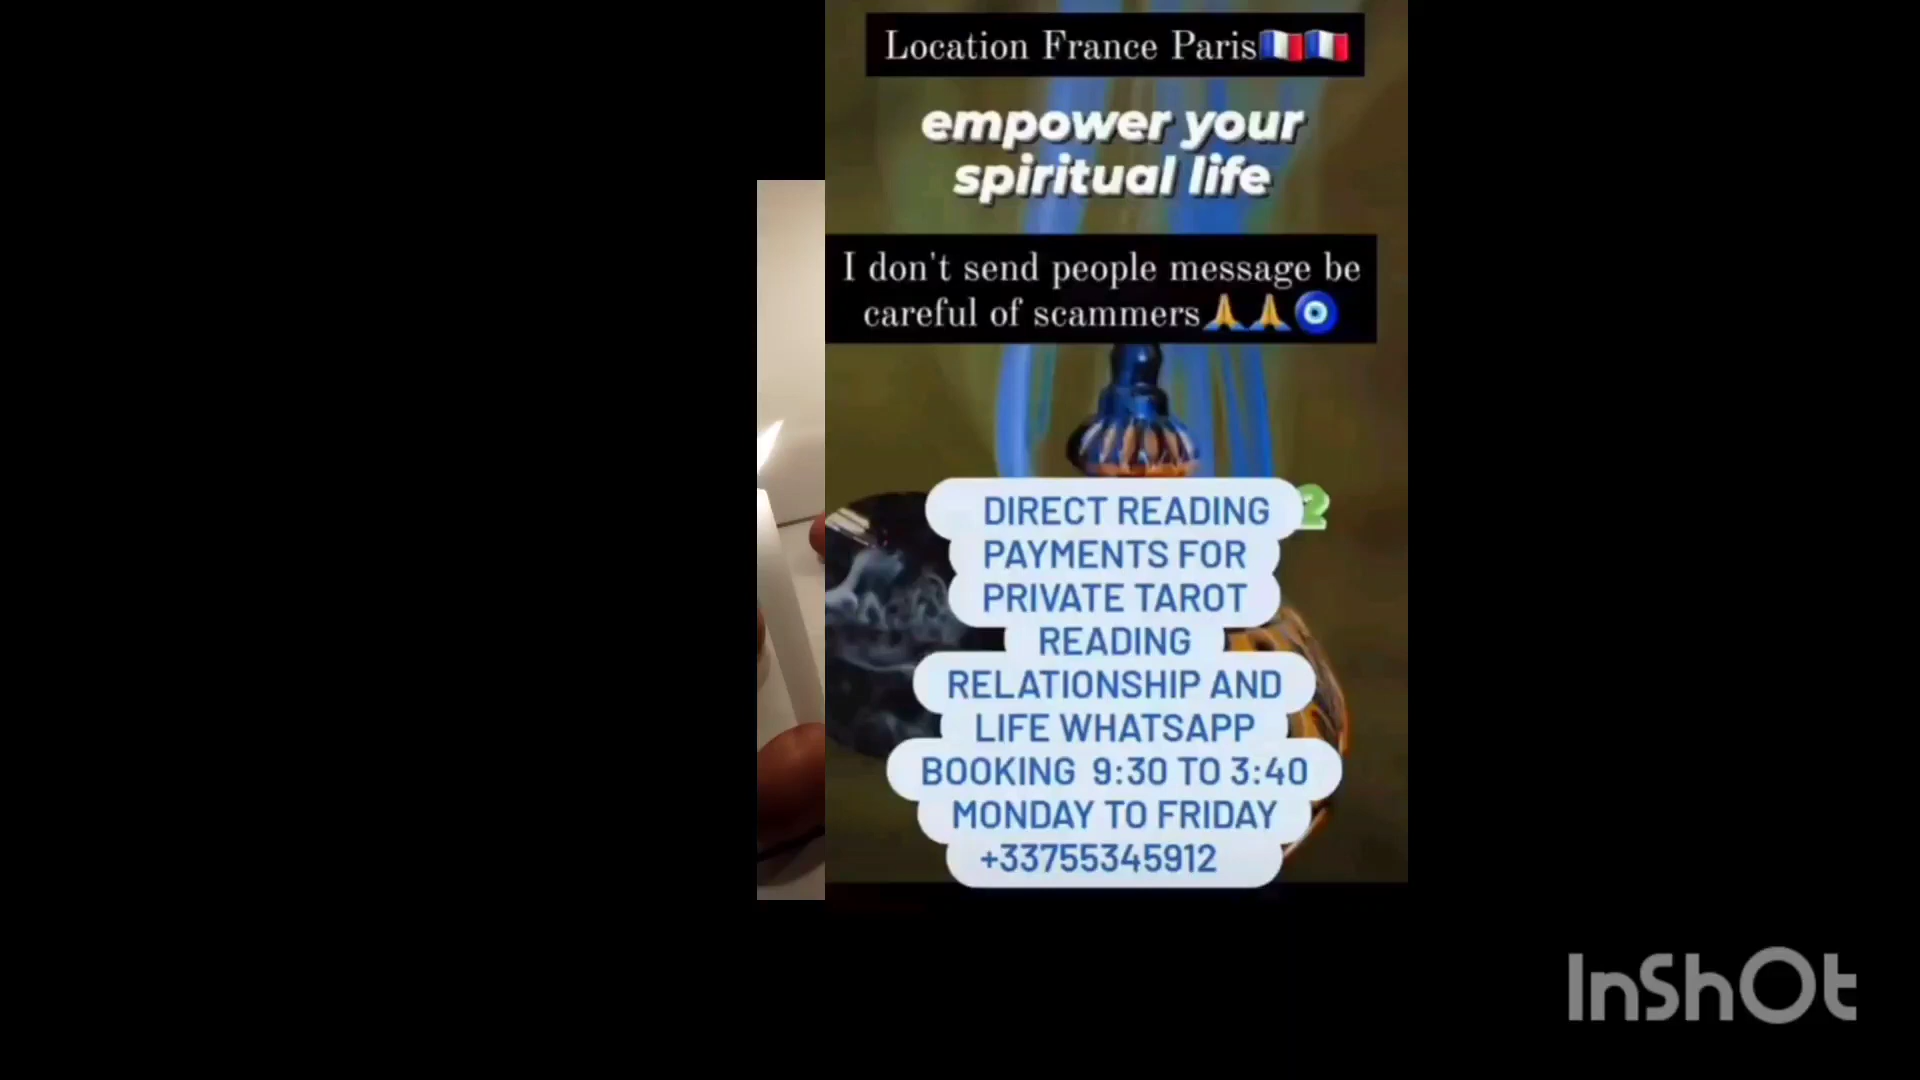 Location France Paris🇫🇷🇫🇷
empower your
spiritual life
I don't send people message be
careful of scammers🙏🙏🧿
DIRECT READING
2
PAYMENTS FOR
PRIVATE TAROT
READING
RELATIONSHIP AND
LIFE WHATSAPP
BOOKING 9:30 TO 3:40
MONDAY TO FRIDAY
+33755345912
InShOt